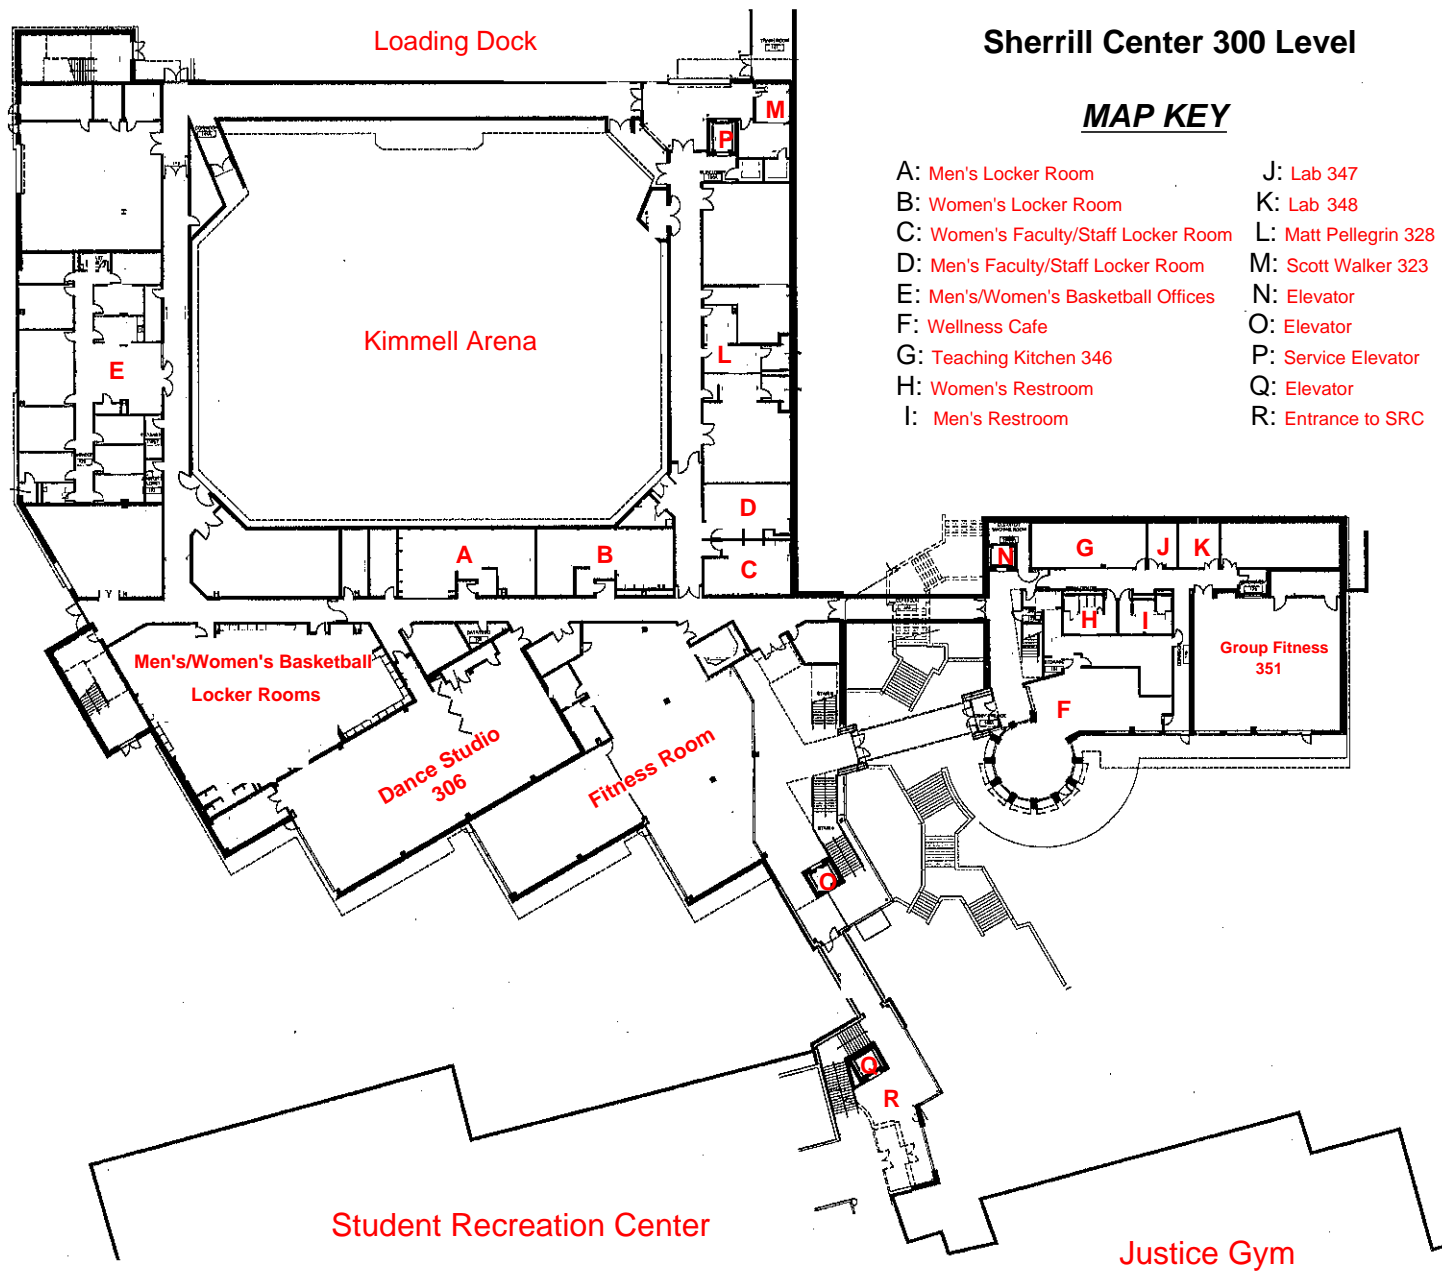 Loading Dock
Sherrill Center 300 Level
MAP KEY
A: Men's Locker Room
B: Women's Locker Room
C: Women's Faculty/Staff Locker Room
D: Men's Faculty/Staff Locker Room
E: Men's/Women's Basketball Offices
F: Wellness Cafe
G: Teaching Kitchen 346
H: Women's Restroom
I: Men's Restroom
J: Lab 347
K: Lab 348
L: Matt Pellegrin 328
M: Scott Walker 323
N: Elevator
O: Elevator
P: Service Elevator
Q: Elevator
R: Entrance to SRC
M
P
Kimmell Arena
L
E
D
A
B
C
N
G
J
K
H
I
Men's/Women's Basketball
Locker Rooms
Group Fitness
351
F
Dance Studio
306
Fitness Room
O
Q
R
Student Recreation Center
Justice Gym